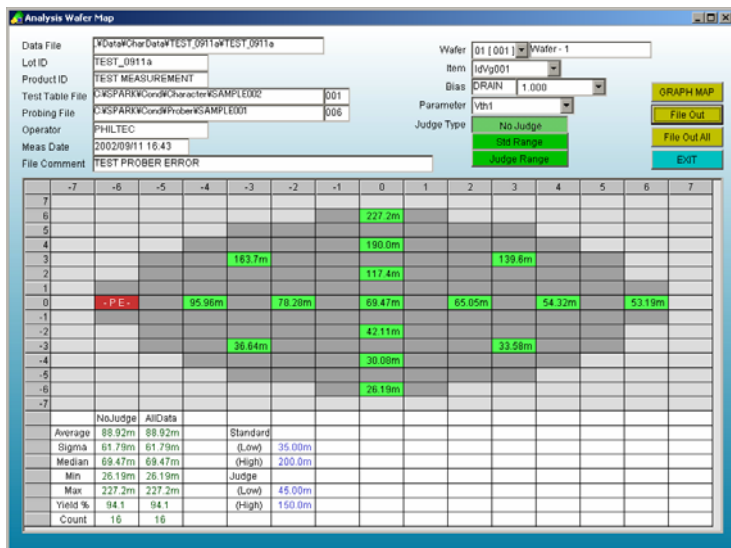 Analysis Wafer Map
Data File .¥Data¥CharData¥TEST_0911a¥TEST_0911a
Lot ID TEST_0911a
Product ID TEST MEASUREMENT
Test Table File C:¥SPARK¥Cond¥Character¥SAMPLE002 001
Probing File C:¥SPARK¥Cond¥Prober¥SAMPLE001 006
Operator PHILTEC
Meas Date 2002/09/11 16:43
File Comment TEST PROBER ERROR
Wafer 01 [ 001 ] Wafer - 1
Item IdVg001
Bias DRAIN 1.000
Parameter Vth1
Judge Type No Judge
Std Range
Judge Range
GRAPH MAP
File Out
File Out All
EXIT
-7 -6 -5 -4 -3 -2 -1 0 1 2 3 4 5 6 7
7
6 227.2m
5
4 190.0m
3 163.7m 139.6m
2 117.4m
1
0 - P E - 95.96m 78.28m 69.47m 65.05m 54.32m 53.19m
-1
-2 42.11m
-3 36.64m 33.58m
-4 30.08m
-5
-6 26.19m
-7
NoJudge AllData
Average 88.92m 88.92m Standard
Sigma 61.79m 61.79m (Low) 35.00m
Median 69.47m 69.47m (High) 200.0m
Min 26.19m 26.19m Judge
Max 227.2m 227.2m (Low) 45.00m
Yield % 94.1 94.1 (High) 150.0m
Count 16 16